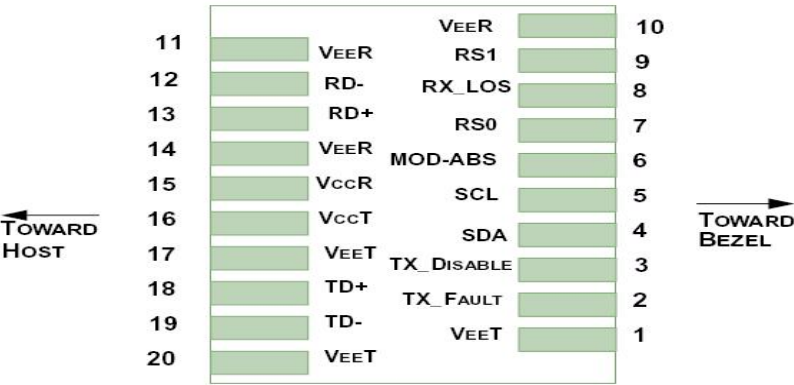 VEER 10
11 VEER RS1 9
12 RD- RX_LOS 8
13 RD+ RS0 7
14 VEER MOD-ABS 6
15 VCCR SCL 5
16 VCCT SDA 4
17 VEET TX_DISABLE 3
18 TD+ TX_FAULT 2
19 TD- VEET 1
20 VEET
TOWARD
HOST
TOWARD
BEZEL